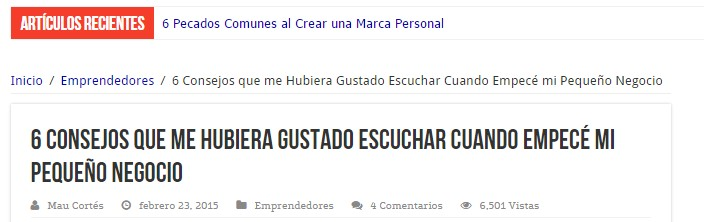 ARTÍCULOS RECIENTES 6 Pecados Comunes al Crear una Marca Personal
Inicio / Emprendedores / 6 Consejos que me Hubiera Gustado Escuchar Cuando Empecé mi Pequeño Negocio
6 CONSEJOS QUE ME HUBIERA GUSTADO ESCUCHAR CUANDO EMPECÉ MI
PEQUEÑO NEGOCIO
Mau Cortés febrero 23, 2015 Emprendedores 4 Comentarios 6,501 Vistas